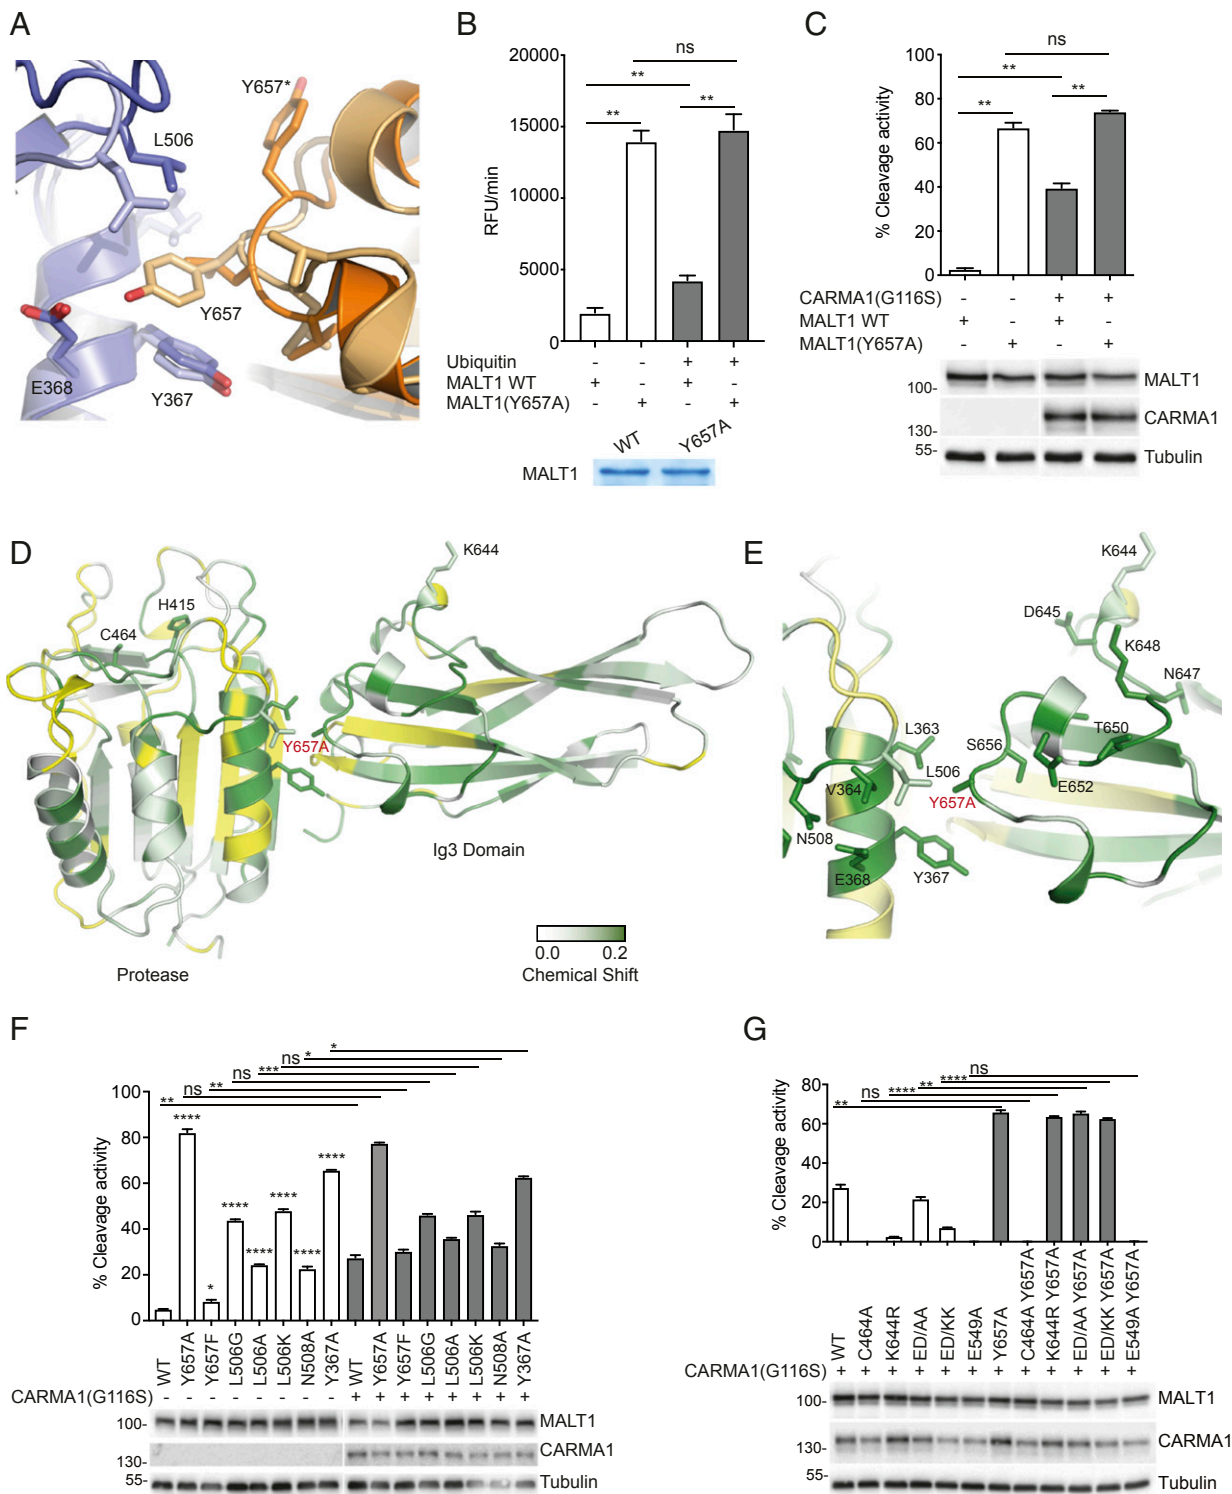 A
Y657*
L506
Y657
E368
Y367
B
20000
15000
10000
5000
0
RFU/min
ns
**
**
**
Ubiquitin - - + +
MALT1 WT + - + -
MALT1(Y657A) - + - +
WT Y657A
MALT1
C
100
80
60
40
20
0
% Cleavage activity
ns
**
**
**
CARMA1(G116S) - - + +
MALT1 WT + - + -
MALT1(Y657A) - + - +
100- MALT1
130- CARMA1
55- Tubulin
D
K644
H415
C464
Y657A
Ig3 Domain
Protease
0.0 0.2
Chemical Shift
E
K644
D645
K648
N647
T650
L363
S656
L506
V364
E652
Y657A
N508
E368
Y367
F
*
ns *
***
ns
**
ns
**
100
80
60
40
20
0
% Cleavage activity
**** * **** **** **** **** ****
WT Y657A Y657F L506G L506A L506K N508A Y367A WT Y657A Y657F L506G L506A L506K N508A Y367A
CARMA1(G116S) - - - - - - - - + + + + + + + +
100- MALT1
130- CARMA1
55- Tubulin
G
ns
****
**
****
ns
**
80
60
40
20
0
% Cleavage activity
WT C464A K644R ED/AA ED/KK E549A Y657A C464A Y657A K644R Y657A ED/AA Y657A ED/KK Y657A E549A Y657A
CARMA1(G116S) + + + + + + + + + + + +
100- MALT1
130- CARMA1
55- Tubulin